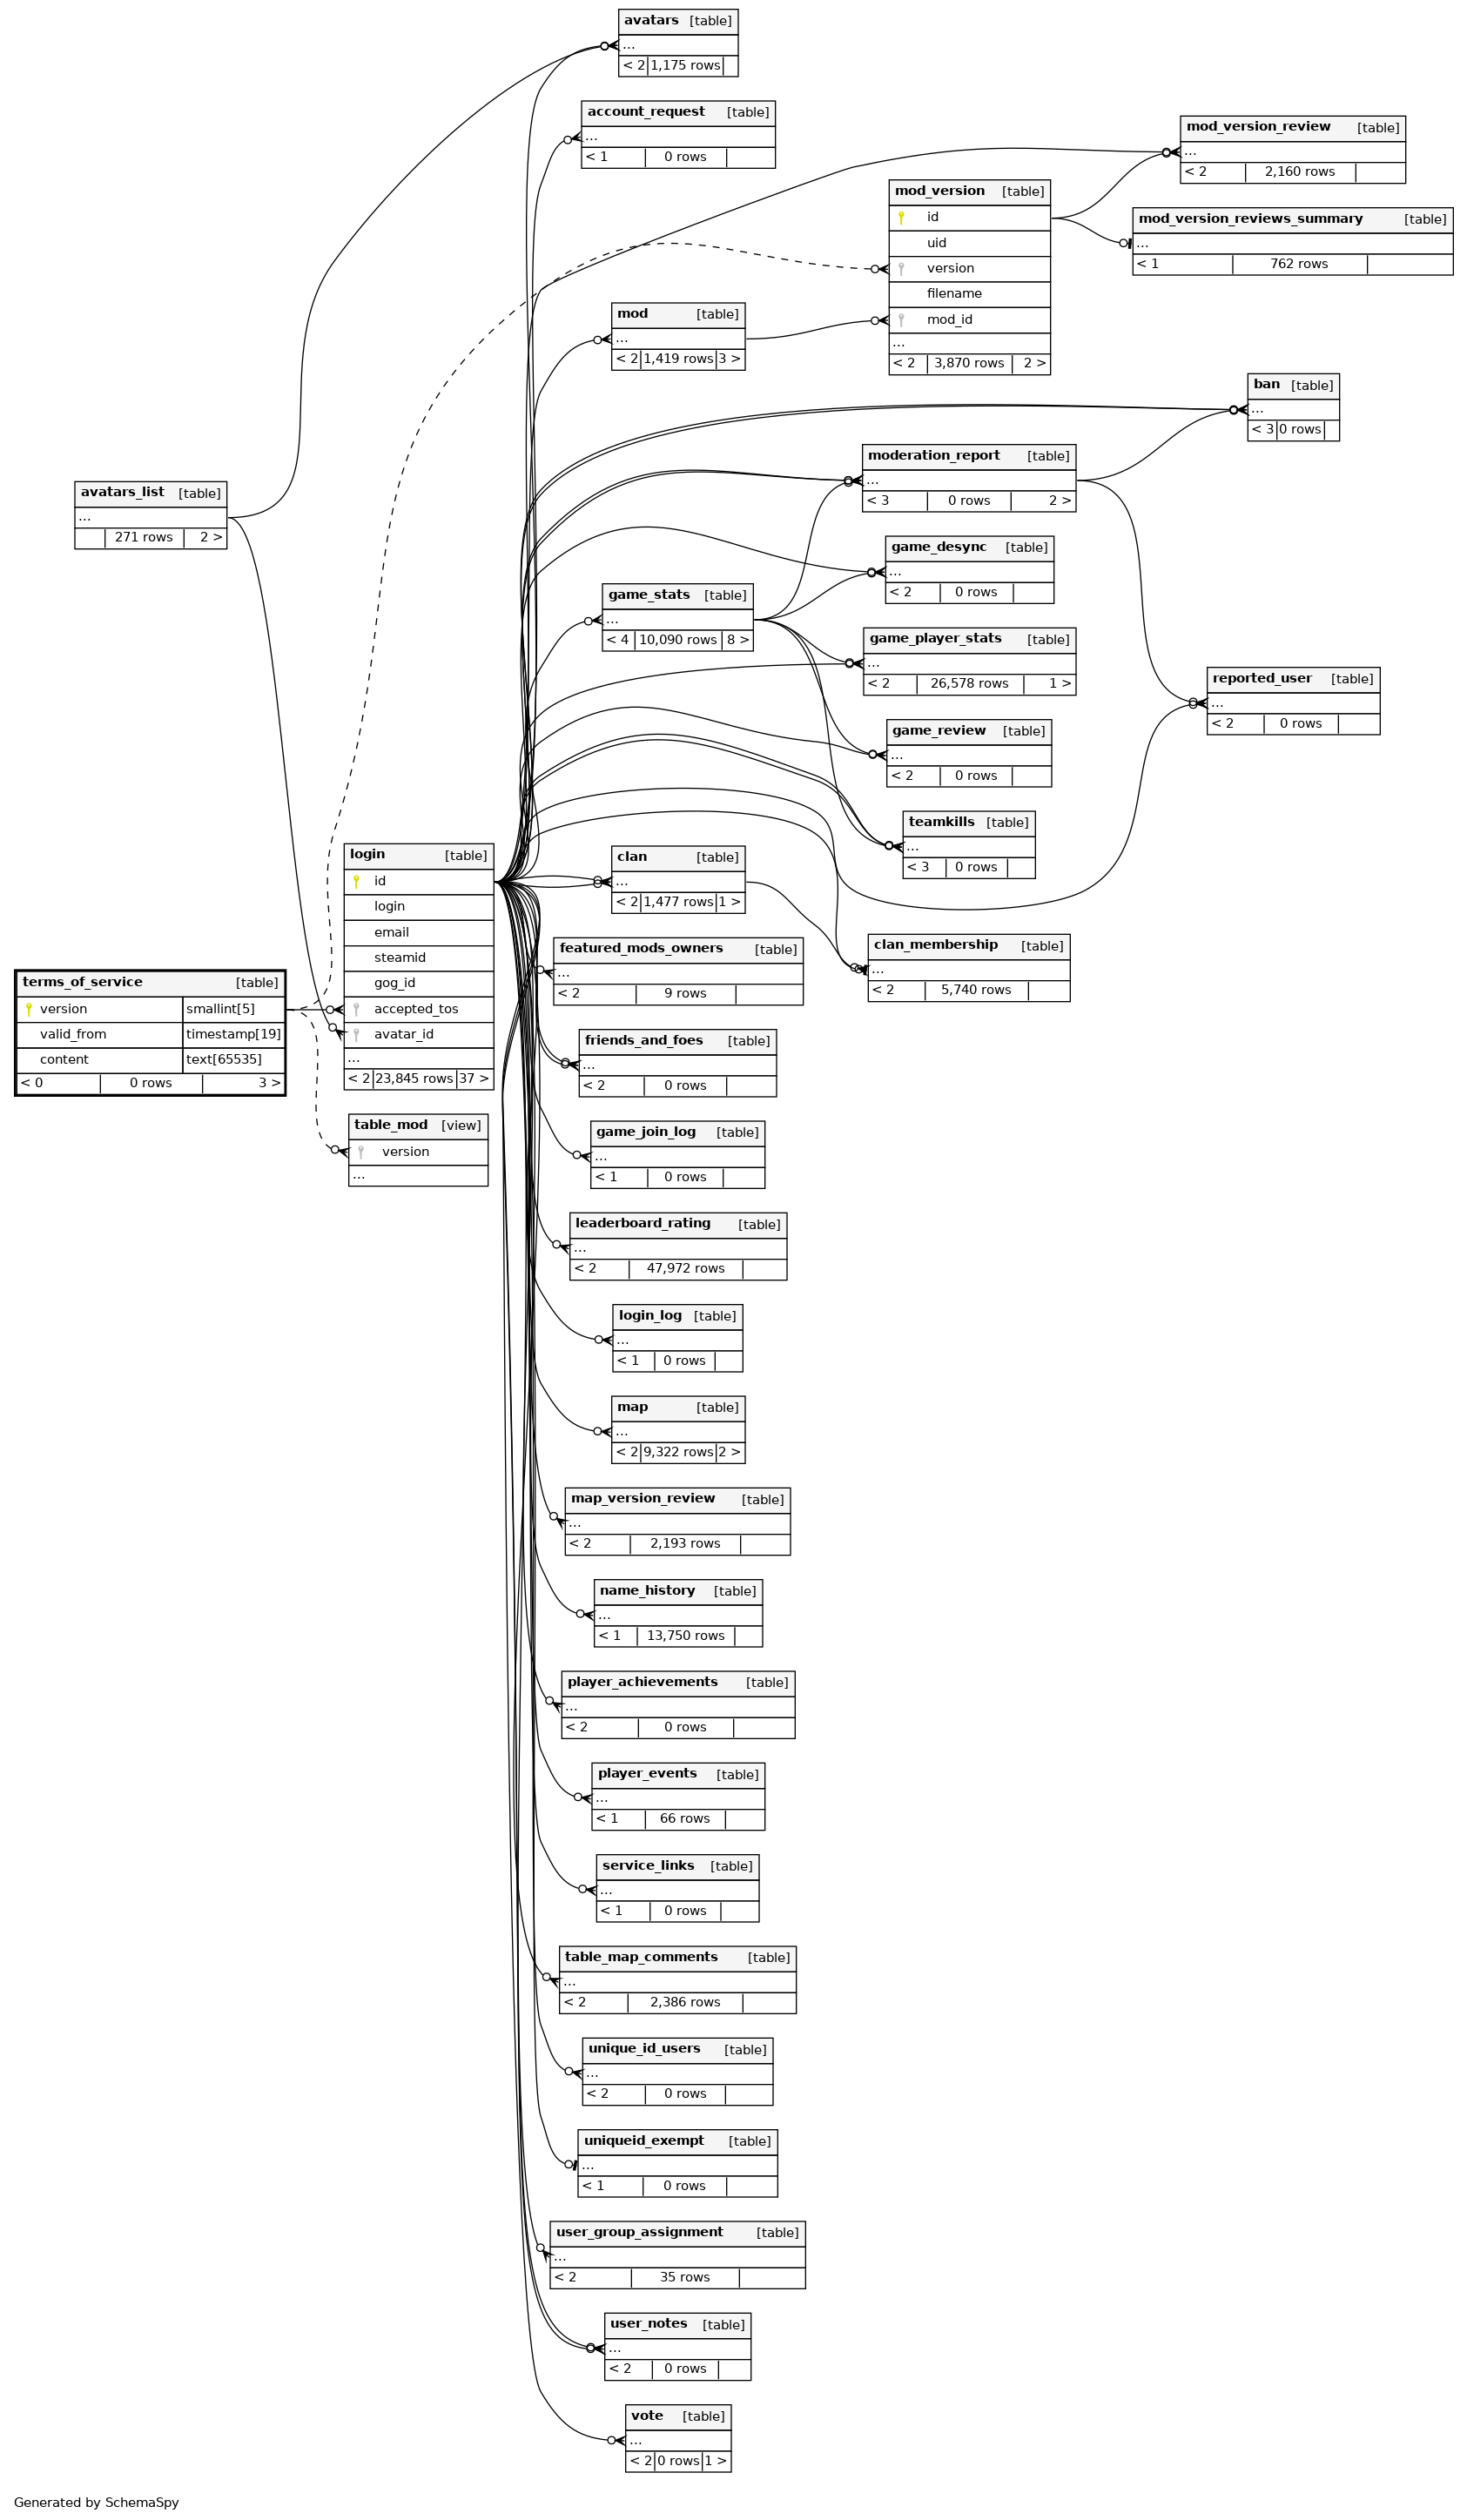 avatars [table]
...
< 2 1,175 rows
account_request [table]
...
< 1 0 rows
mod_version_review [table]
...
< 2 2,160 rows
mod_version [table]
id
uid
version
filename
mod_id
...
< 2 3,870 rows 2 >
mod_version_reviews_summary [table]
...
< 1 762 rows
mod [table]
...
< 2 1,419 rows 3 >
ban [table]
...
< 3 0 rows
moderation_report [table]
...
< 3 0 rows 2 >
avatars_list [table]
...
271 rows 2 >
game_desync [table]
...
< 2 0 rows
game_stats [table]
...
< 4 10,090 rows 8 >
game_player_stats [table]
...
< 2 26,578 rows 1 >
reported_user [table]
...
< 2 0 rows
game_review [table]
...
< 2 0 rows
teamkills [table]
...
< 3 0 rows
login [table]
id
login
email
steamid
gog_id
accepted_tos
avatar_id
...
< 2 23,845 rows 37 >
clan [table]
...
< 2 1,477 rows 1 >
clan_membership [table]
...
< 2 5,740 rows
featured_mods_owners [table]
...
< 2 9 rows
terms_of_service [table]
version smallint[5]
valid_from timestamp[19]
content text[65535]
< 0 0 rows 3 >
friends_and_foes [table]
...
< 2 0 rows
table_mod [view]
version
...
game_join_log [table]
...
< 1 0 rows
leaderboard_rating [table]
...
< 2 47,972 rows
login_log [table]
...
< 1 0 rows
map [table]
...
< 2 9,322 rows 2 >
map_version_review [table]
...
< 2 2,193 rows
name_history [table]
...
< 1 13,750 rows
player_achievements [table]
...
< 2 0 rows
player_events [table]
...
< 1 66 rows
service_links [table]
...
< 1 0 rows
table_map_comments [table]
...
< 2 2,386 rows
unique_id_users [table]
...
< 2 0 rows
uniqueid_exempt [table]
...
< 1 0 rows
user_group_assignment [table]
...
< 2 35 rows
user_notes [table]
...
< 2 0 rows
vote [table]
...
< 2 0 rows 1 >
Generated by SchemaSpy